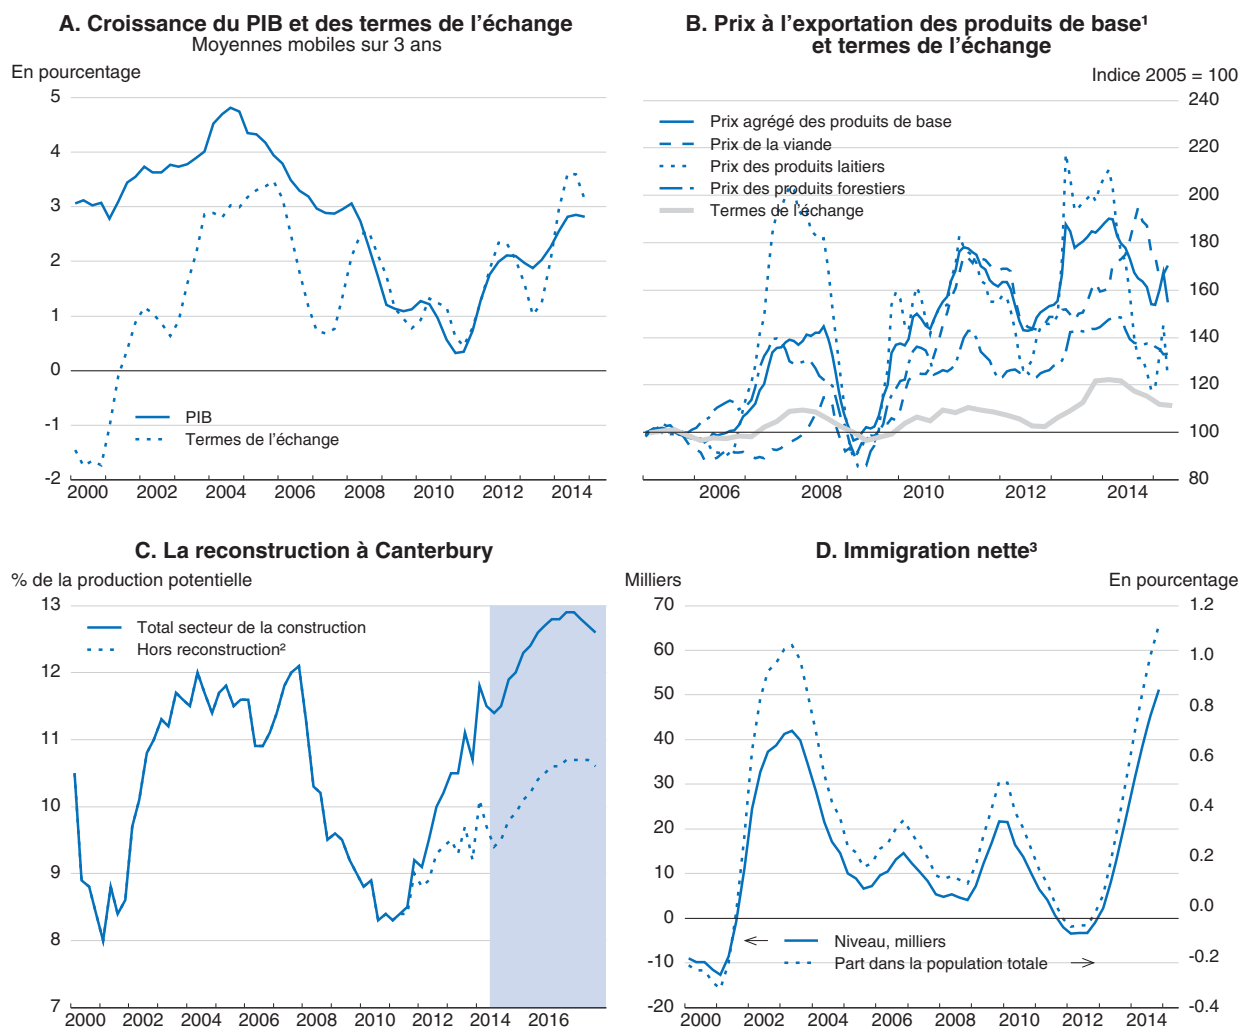 A. Croissance du PIB et des termes de l'échange
Moyennes mobiles sur 3 ans
En pourcentage
5
4
3
2
1
0
-1
-2
PIB
Termes de l'échange
2000 2002 2004 2006 2008 2010 2012 2014
B. Prix à l'exportation des produits de base¹
et termes de l'échange
Indice 2005 = 100
240
220
200
180
160
140
120
100
80
Prix agrégé des produits de base
Prix de la viande
Prix des produits laitiers
Prix des produits forestiers
Termes de l'échange
2006 2008 2010 2012 2014
C. La reconstruction à Canterbury
% de la production potentielle
13
12
11
10
9
8
7
Total secteur de la construction
Hors reconstruction²
2000 2002 2004 2006 2008 2010 2012 2014 2016
D. Immigration nette³
Milliers
En pourcentage
70
60
50
40
30
20
10
0
-10
-20
1.2
1.0
0.8
0.6
0.4
0.2
0.0
-0.2
-0.4
Niveau, milliers
Part dans la population totale
2000 2002 2004 2006 2008 2010 2012 2014